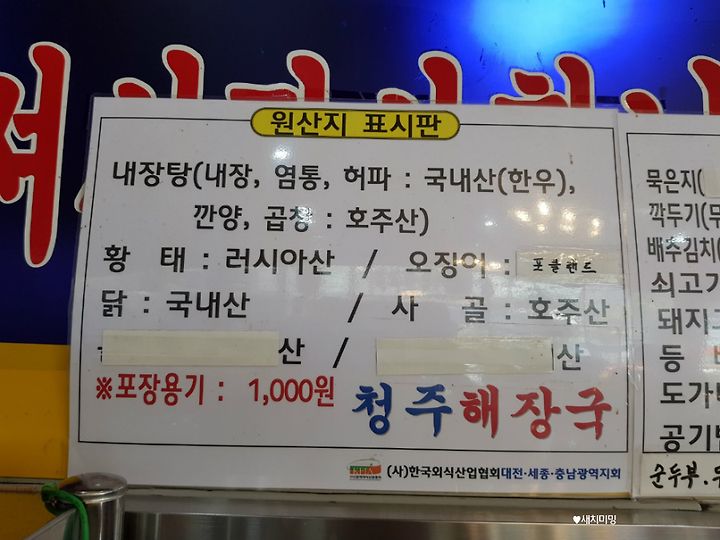 원산지 표시판
내장탕(내장, 염통, 허파 : 국내산(한우),
깐양, 곱창 : 호주산)
황 태 : 러시아산 / 오징어 : 포클랜드
닭 : 국내산 / 사 골 : 호주산
산 / 산
※포장용기 : 1,000원 청주해장국
(사)한국외식산업협회대전·세종·충남광역지회
묵은지(
깍두기(무
배추김치(
쇠고기
돼지고
등
도가니
공기밥
순두부.
♥새치미밍